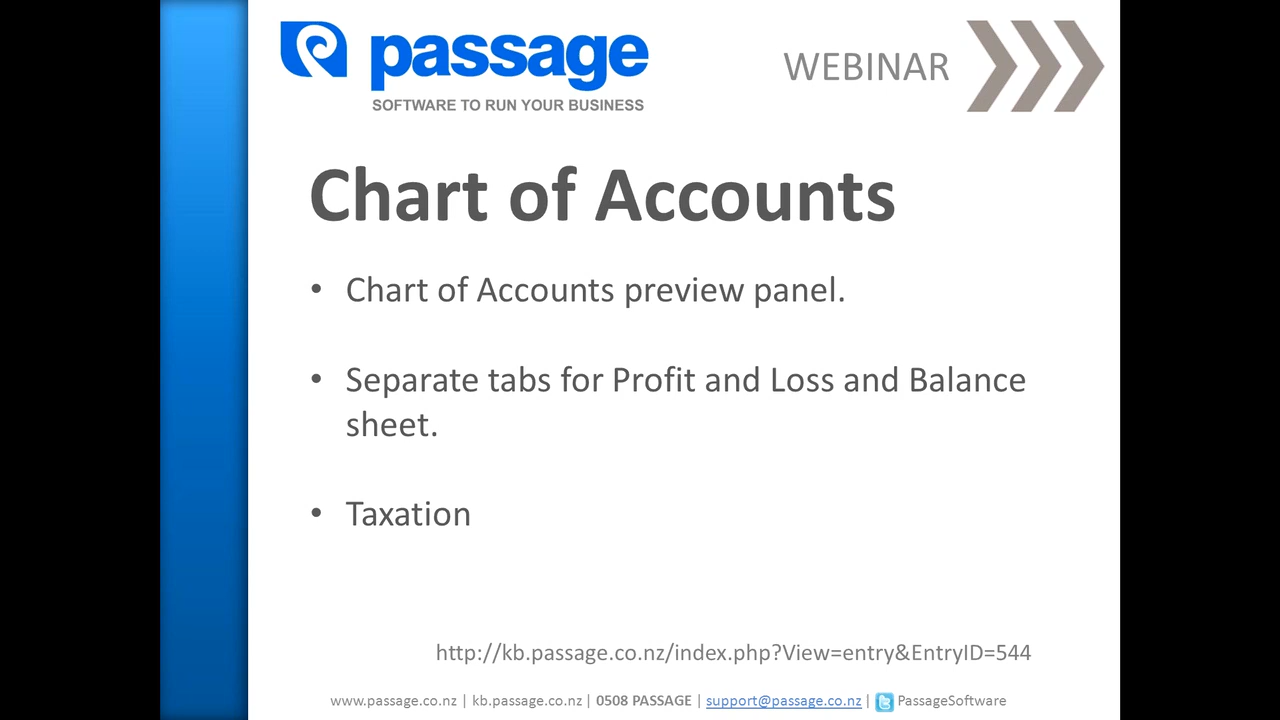 passage
SOFTWARE TO RUN YOUR BUSINESS
WEBINAR
Chart of Accounts
• Chart of Accounts preview panel.
• Separate tabs for Profit and Loss and Balance
sheet.
• Taxation
http://kb.passage.co.nz/index.php?View=entry&EntryID=544
www.passage.co.nz | kb.passage.co.nz | 0508 PASSAGE | support@passage.co.nz | PassageSoftware